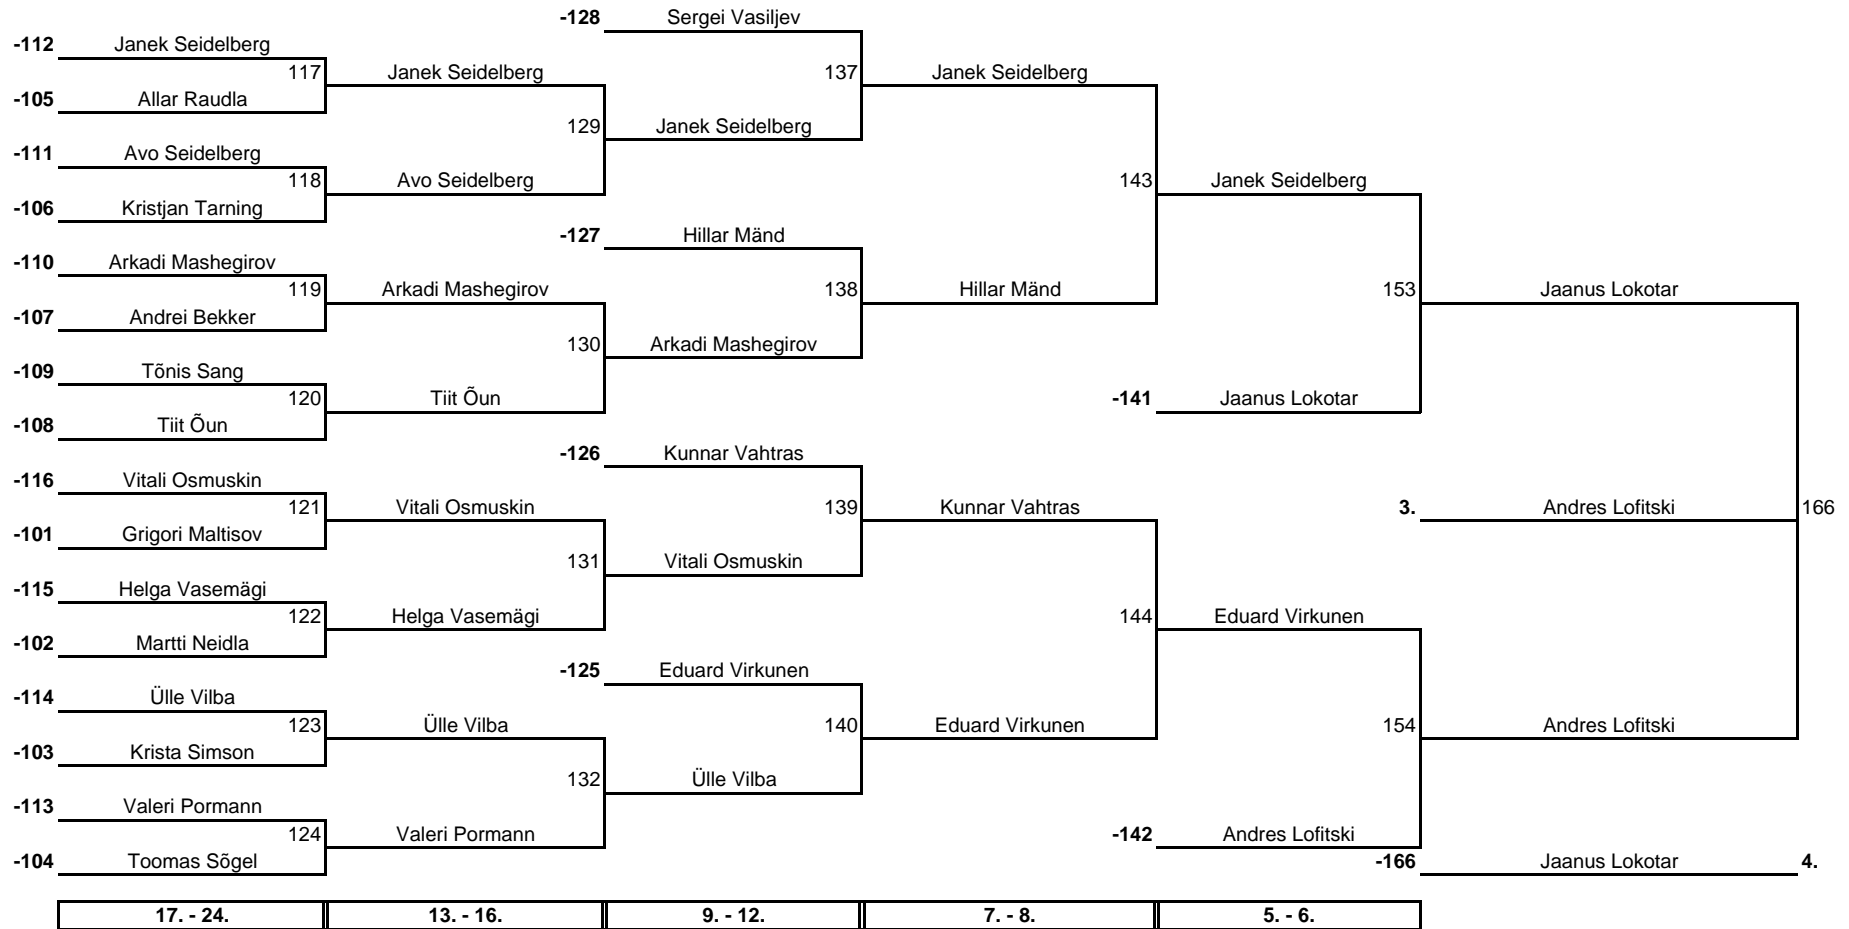 -128 Sergei Vasiljev
-112 Janek Seidelberg
117 Janek Seidelberg 137 Janek Seidelberg
-105 Allar Raudla
129 Janek Seidelberg
-111 Avo Seidelberg
118 Avo Seidelberg 143 Janek Seidelberg
-106 Kristjan Tarning
-127 Hillar Mänd
-110 Arkadi Mashegirov
119 Arkadi Mashegirov 138 Hillar Mänd 153 Jaanus Lokotar
-107 Andrei Bekker
130 Arkadi Mashegirov
-109 Tõnis Sang
120 Tiit Õun -141 Jaanus Lokotar
-108 Tiit Õun
-126 Kunnar Vahtras
-116 Vitali Osmuskin
121 Vitali Osmuskin 139 Kunnar Vahtras 3. Andres Lofitski 166
-101 Grigori Maltisov
131 Vitali Osmuskin
-115 Helga Vasemägi
122 Helga Vasemägi 144 Eduard Virkunen
-102 Martti Neidla
-125 Eduard Virkunen
-114 Ülle Vilba
123 Ülle Vilba 140 Eduard Virkunen 154 Andres Lofitski
-103 Krista Simson
132 Ülle Vilba
-113 Valeri Pormann
124 Valeri Pormann -142 Andres Lofitski
-104 Toomas Sõgel -166 Jaanus Lokotar 4.
17. - 24. 13. - 16. 9. - 12. 7. - 8. 5. - 6.